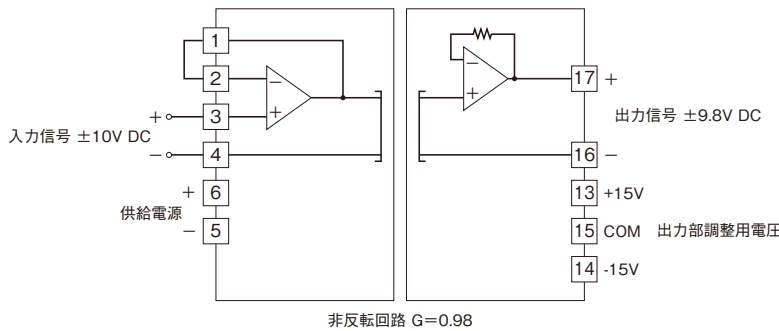 1
2
3
4
6
5
+
入力信号 ±10V DC
−
+
供給電源
−
−
+
−
+
17 +
出力信号 ±9.8V DC
16 −
13 +15V
15 COM 出力部調整用電圧
14 -15V
非反転回路 G=0.98